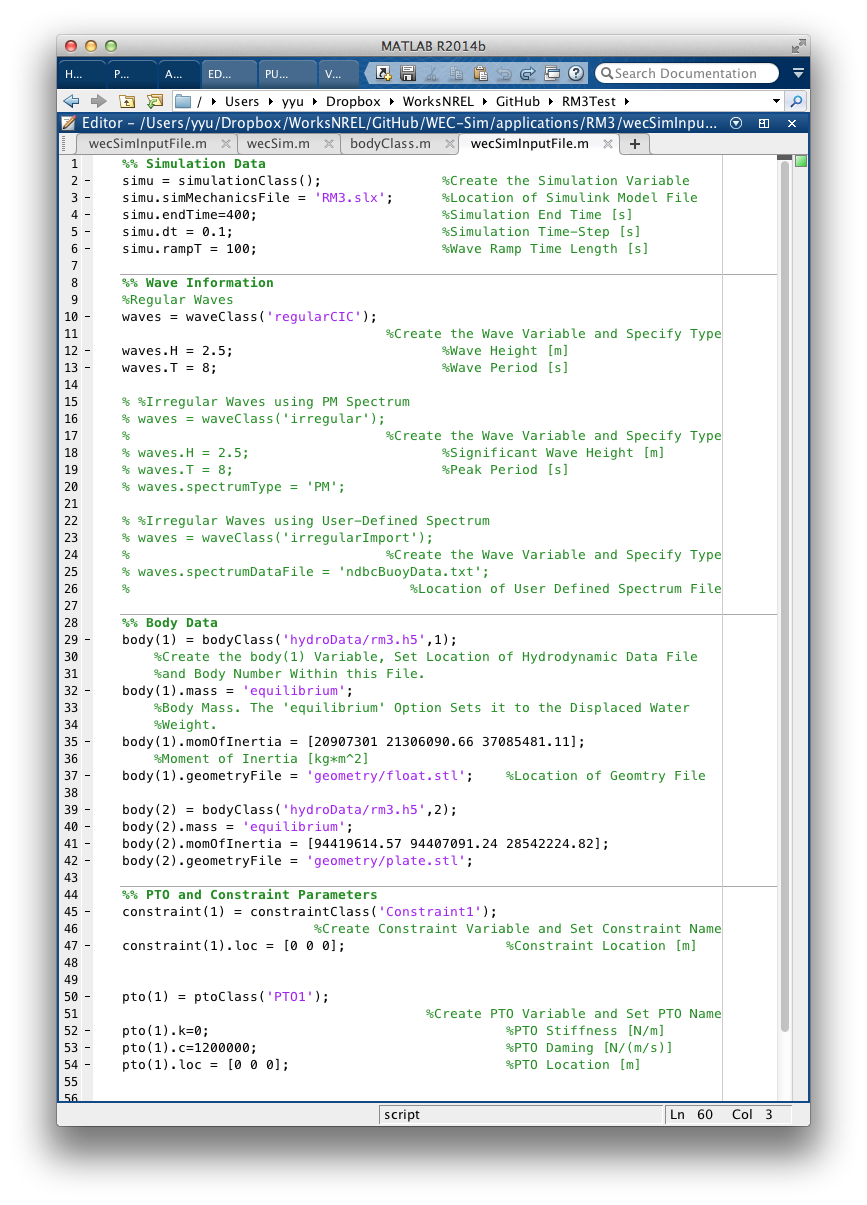 MATLAB R2014b
H... P... A... ED... PU... V... Search Documentation
/ Users yyu Dropbox WorksNREL GitHub RM3Test
Editor – /Users/yyu/Dropbox/WorksNREL/GitHub/WEC-Sim/applications/RM3/wecSimInpu...
wecSimInputFile.m wecSim.m bodyClass.m wecSimInputFile.m +
1 %% Simulation Data
2 – simu = simulationClass(); %Create the Simulation Variable
3 – simu.simMechanicsFile = 'RM3.slx'; %Location of Simulink Model File
4 – simu.endTime=400; %Simulation End Time [s]
5 – simu.dt = 0.1; %Simulation Time-Step [s]
6 – simu.rampT = 100; %Wave Ramp Time Length [s]
7
8 %% Wave Information
9 %Regular Waves
10 – waves = waveClass('regularCIC');
11 %Create the Wave Variable and Specify Type
12 – waves.H = 2.5; %Wave Height [m]
13 – waves.T = 8; %Wave Period [s]
14
15 % %Irregular Waves using PM Spectrum
16 % waves = waveClass('irregular');
17 % %Create the Wave Variable and Specify Type
18 % waves.H = 2.5; %Significant Wave Height [m]
19 % waves.T = 8; %Peak Period [s]
20 % waves.spectrumType = 'PM';
21
22 % %Irregular Waves using User-Defined Spectrum
23 % waves = waveClass('irregularImport');
24 % %Create the Wave Variable and Specify Type
25 % waves.spectrumDataFile = 'ndbcBuoyData.txt';
26 % %Location of User Defined Spectrum File
27
28 %% Body Data
29 – body(1) = bodyClass('hydroData/rm3.h5',1);
30 %Create the body(1) Variable, Set Location of Hydrodynamic Data File
31 %and Body Number Within this File.
32 – body(1).mass = 'equilibrium';
33 %Body Mass. The 'equilibrium' Option Sets it to the Displaced Water
34 %Weight.
35 – body(1).momOfInertia = [20907301 21306090.66 37085481.11];
36 %Moment of Inertia [kg*m^2]
37 – body(1).geometryFile = 'geometry/float.stl'; %Location of Geomtry File
38
39 – body(2) = bodyClass('hydroData/rm3.h5',2);
40 – body(2).mass = 'equilibrium';
41 – body(2).momOfInertia = [94419614.57 94407091.24 28542224.82];
42 – body(2).geometryFile = 'geometry/plate.stl';
43
44 %% PTO and Constraint Parameters
45 – constraint(1) = constraintClass('Constraint1');
46 %Create Constraint Variable and Set Constraint Name
47 – constraint(1).loc = [0 0 0]; %Constraint Location [m]
48
49
50 – pto(1) = ptoClass('PTO1');
51 %Create PTO Variable and Set PTO Name
52 – pto(1).k=0; %PTO Stiffness [N/m]
53 – pto(1).c=1200000; %PTO Daming [N/(m/s)]
54 – pto(1).loc = [0 0 0]; %PTO Location [m]
55
56
script Ln 60 Col 3